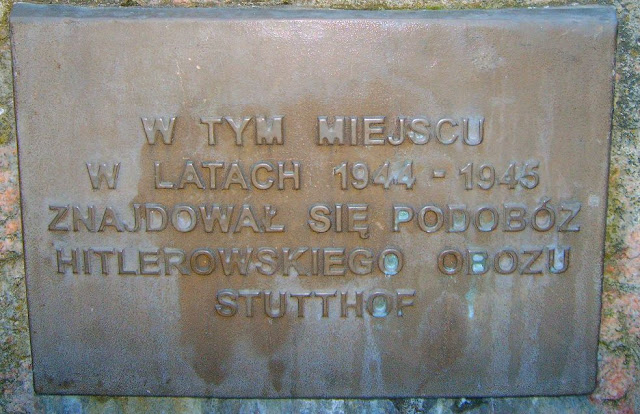 W TYM MIEJSCU
W LATACH 1944 - 1945
ZNAJDOWAŁ SIĘ PODOBÓZ
HITLEROWSKIEGO OBOZU
STUTTHOF